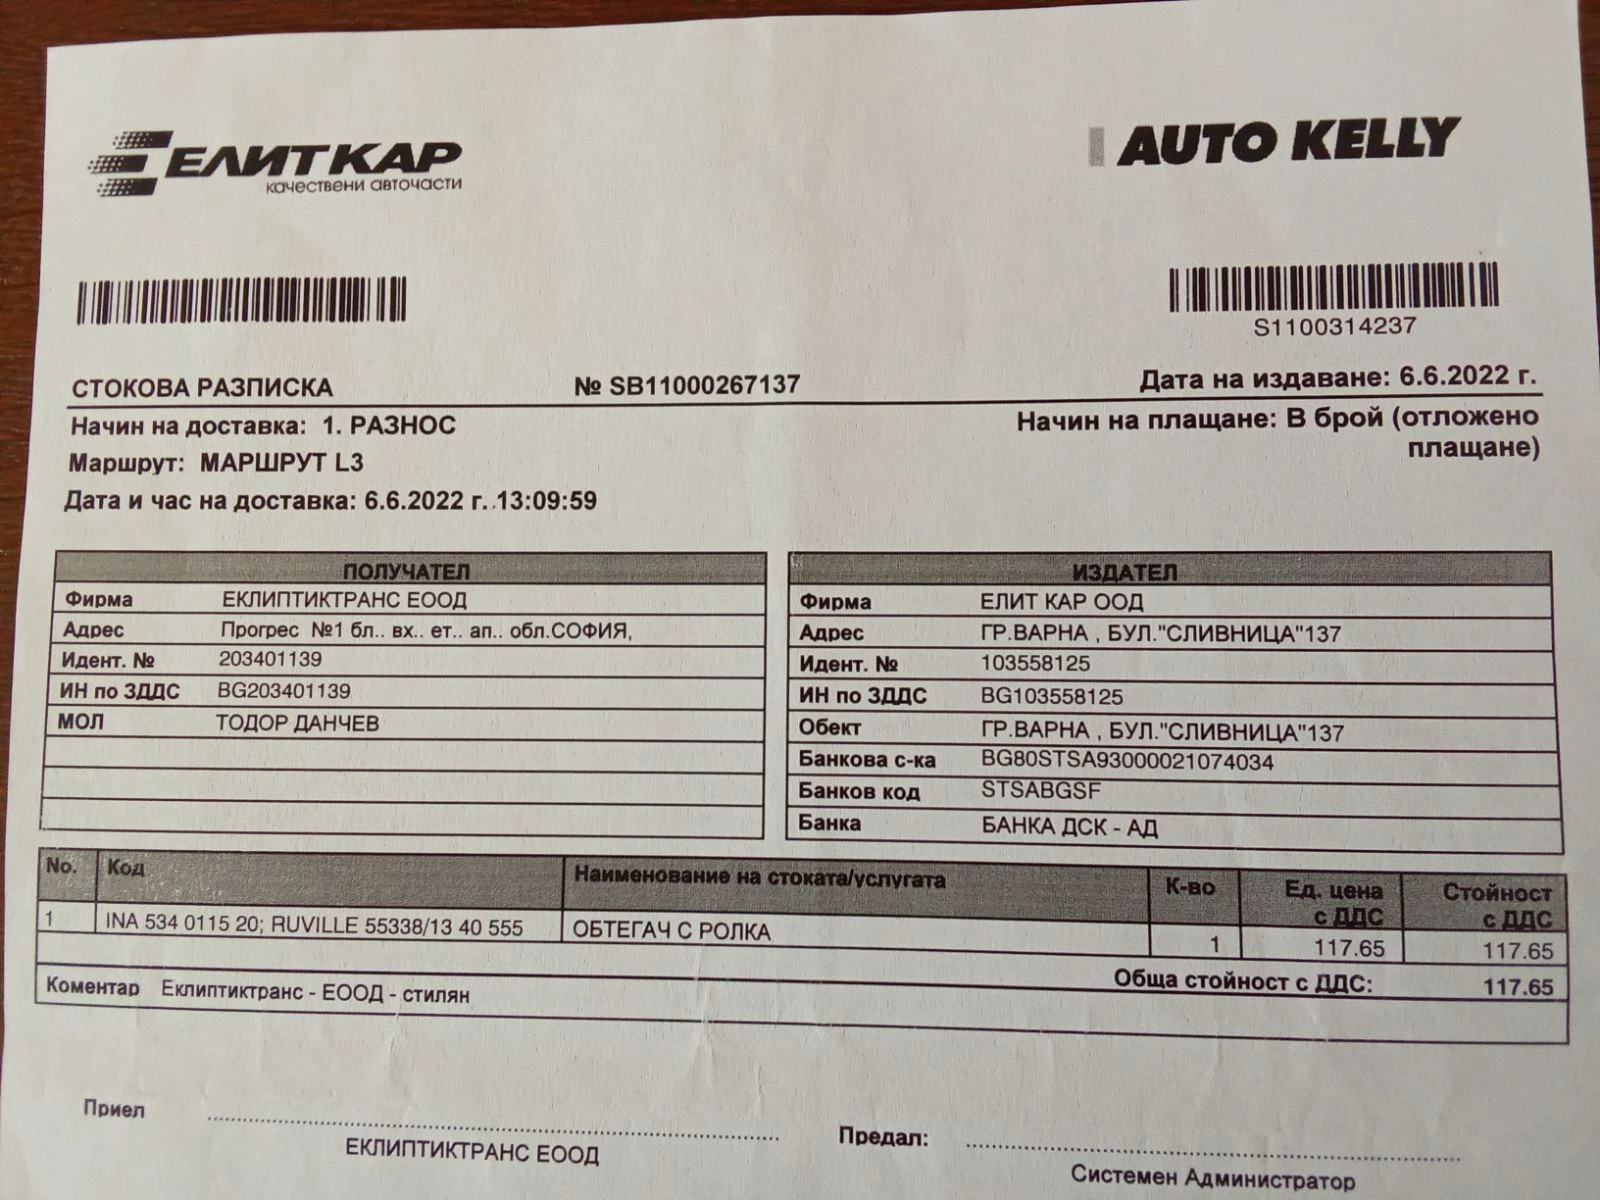 ЕЛИТ КАР
качествени авточасти
AUTO KELLY
S1100314237
СТОКОВА РАЗПИСКА № SB11000267137 Дата на издаване: 6.6.2022 г.
Начин на доставка: 1. РАЗНОС
Начин на плащане: В брой (отложено
плащане)
Маршрут: МАРШРУТ L3
Дата и час на доставка: 6.6.2022 г. 13:09:59
ПОЛУЧАТЕЛ
Фирма ЕКЛИПТИКТРАНС ЕООД
Адрес Прогрес №1 бл.. вх.. ет.. ап.. обл.СОФИЯ,
Идент. № 203401139
ИН по ЗДДС BG203401139
МОЛ ТОДОР ДАНЧЕВ
ИЗДАТЕЛ
Фирма ЕЛИТ КАР ООД
Адрес ГР.ВАРНА , БУЛ."СЛИВНИЦА"137
Идент. № 103558125
ИН по ЗДДС BG103558125
Обект ГР.ВАРНА , БУЛ."СЛИВНИЦА"137
Банкова с-ка BG80STSA93000021074034
Банков код STSABGSF
Банка БАНКА ДСК - АД
No. Код Наименование на стоката/услугата К-во Ед. цена с ДДС Стойност с ДДС
1 INA 534 0115 20; RUVILLE 55338/13 40 555 ОБТЕГАЧ С РОЛКА 1 117.65 117.65
Обща стойност с ДДС: 117.65
Коментар Еклиптиктранс - ЕООД - стилян
Приел
ЕКЛИПТИКТРАНС ЕООД
Предал:
Системен Администратор